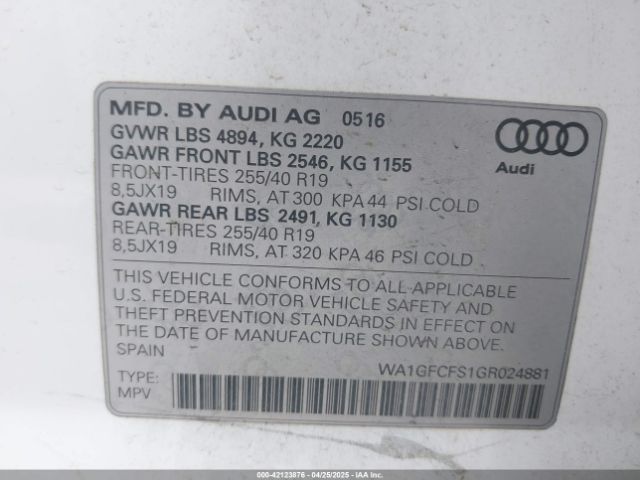 MFD. BY AUDI AG 0516
GVWR LBS 4894, KG 2220
GAWR FRONT LBS 2546, KG 1155
FRONT-TIRES 255/40 R19
8,5JX19 RIMS, AT 300 KPA 44 PSI COLD
GAWR REAR LBS 2491, KG 1130
REAR-TIRES 255/40 R19
8,5JX19 RIMS, AT 320 KPA 46 PSI COLD
Audi
THIS VEHICLE CONFORMS TO ALL APPLICABLE
U.S. FEDERAL MOTOR VEHICLE SAFETY AND
THEFT PREVENTION STANDARDS IN EFFECT ON
THE DATE OF MANUFACTURE SHOWN ABOVE.
SPAIN
WA1GFCFS1GR024881
TYPE:
MPV
000-42123876 - 04/25/2025 - IAAI.COM